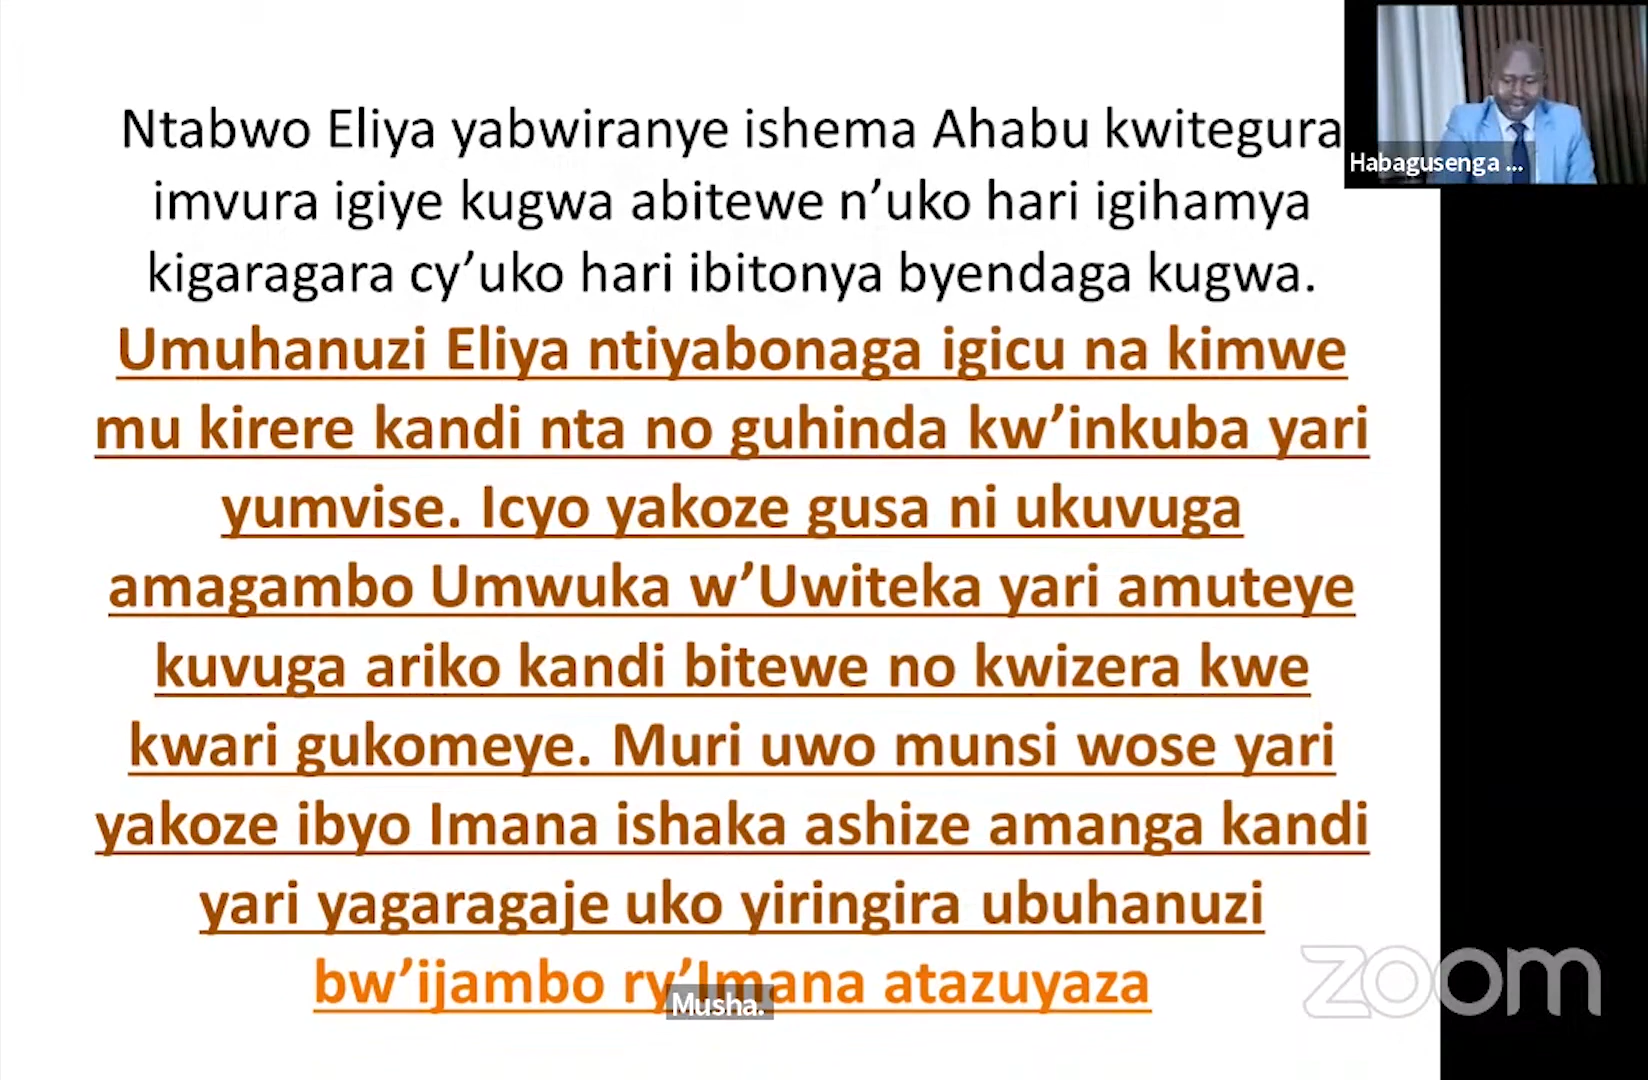 Ntabwo Eliya yabwiranye ishema Ahabu kwitegura
imvura igiye kugwa abitewe n’uko hari igihamya
kigaragara cy’uko hari ibitonya byendaga kugwa.
Umuhanuzi Eliya ntiyabonaga igicu na kimwe
mu kirere kandi nta no guhinda kw’inkuba yari
yumvise. Icyo yakoze gusa ni ukuvuga
amagambo Umwuka w’Uwiteka yari amuteye
kuvuga ariko kandi bitewe no kwizera kwe
kwari gukomeye. Muri uwo munsi wose yari
yakoze ibyo Imana ishaka ashize amanga kandi
yari yagaragaje uko yiringira ubuhanuzi
bw’ijambo ry’Imana atazuyaza
Musha.
Habagusenga ...
zoom